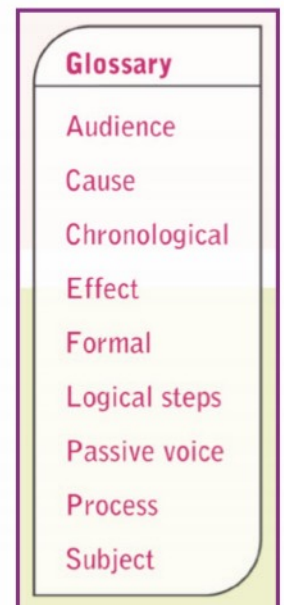 Glossary
Audience
Cause
Chronological
Effect
Formal
Logical steps
Passive voice
Process
Subject